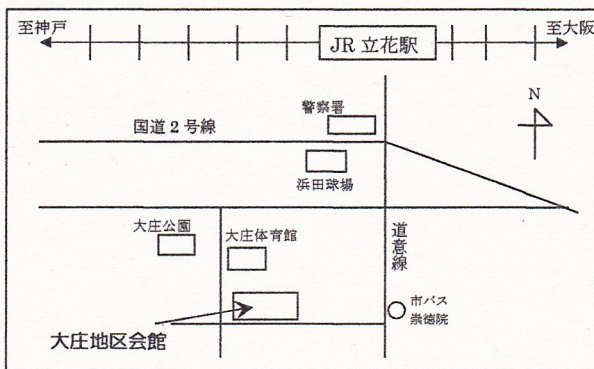 至神戸
JR 立花駅
至大阪
警察署
N
国道2号線
浜田球場
大庄公園
大庄体育館
道意線
市バス
崇徳院
大庄地区会館